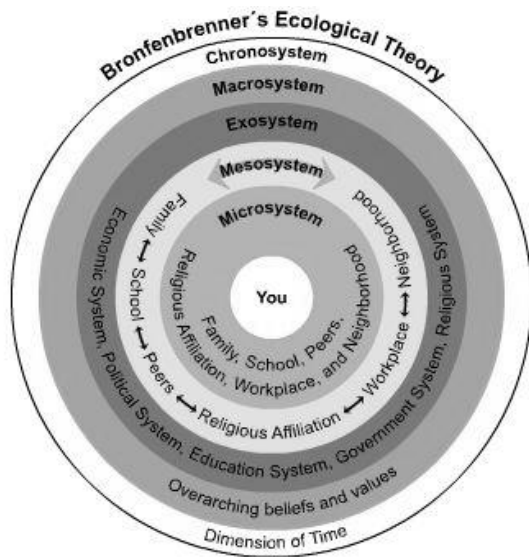 Bronfenbrenner´s Ecological Theory
Chronosystem
Macrosystem
Exosystem
Mesosystem
Microsystem
You
Family, School, Peers,
Religious Affiliation, Workplace, and Neighborhood
Family ↔ School ↔ Peers ↔ Religious Affiliation ↔ Workplace ↔ Neighborhood
Economic System, Political System, Education System, Government System, Religious System
Overarching beliefs and values
Dimension of Time